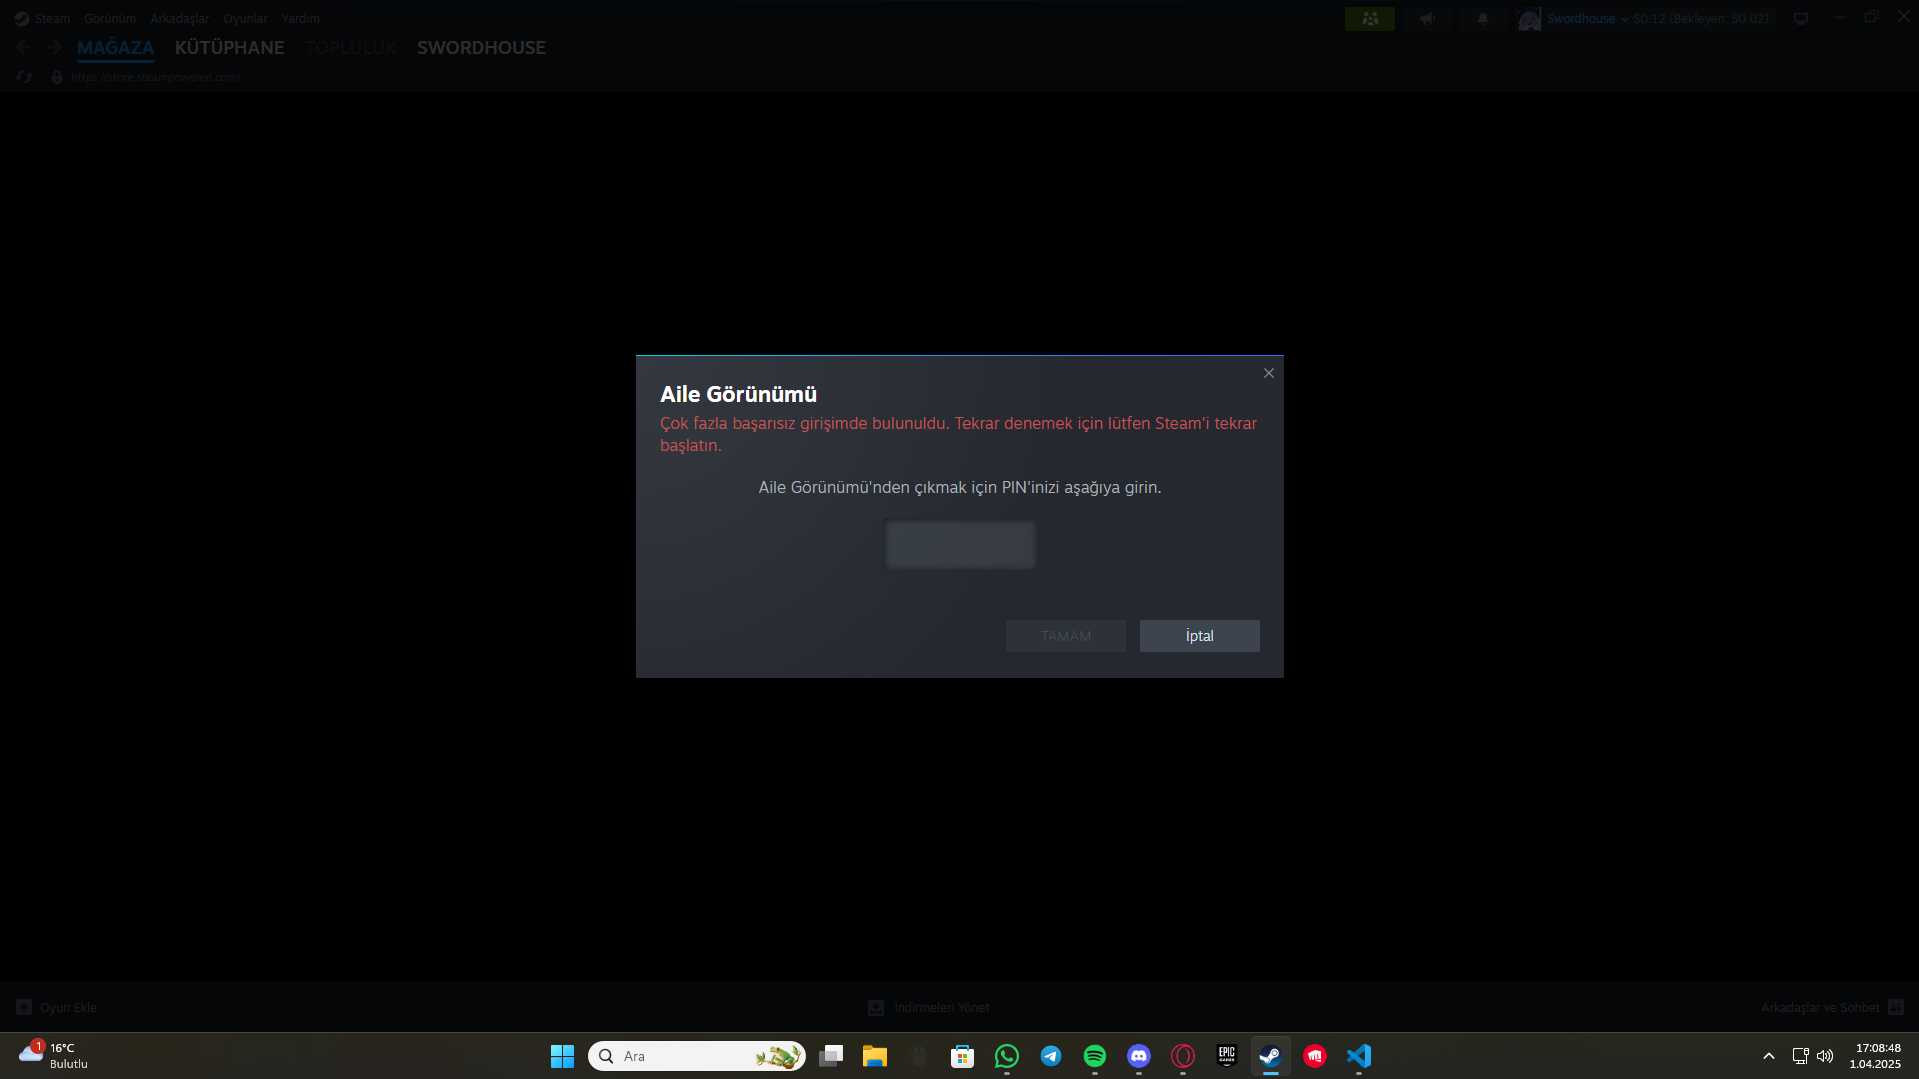 Steam Görünüm Arkadaşlar Oyunlar Yardım
Swordhouse $0.12 (Bekleyen: $0.02)
MAĞAZA KÜTÜPHANE TOPLULUK SWORDHOUSE
https://store.steampowered.com/
Aile Görünümü
Çok fazla başarısız girişimde bulunuldu. Tekrar denemek için lütfen Steam'i tekrar
başlatın.
Aile Görünümü'nden çıkmak için PIN'inizi aşağıya girin.
TAMAM İptal
Oyun Ekle İndirmeleri Yönet Arkadaşlar ve Sohbet
1 16°C
Bulutlu
Ara
EPIC
GAMES
17:08:48
1.04.2025